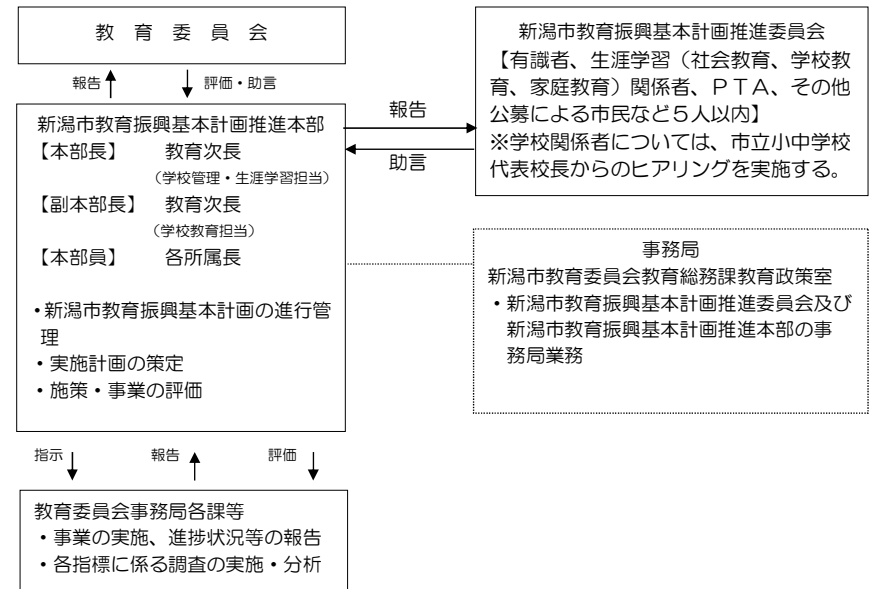 教　育　委　員　会
報告
評価・助言
新潟市教育振興基本計画推進本部
【本部長】　教育次長
（学校管理・生涯学習担当）
【副本部長】　教育次長
（学校教育担当）
【本部員】　各所属長
・新潟市教育振興基本計画の進行管
理
・実施計画の策定
・施策・事業の評価
報告
助言
新潟市教育振興基本計画推進委員会
【有識者、生涯学習（社会教育、学校教
育、家庭教育）関係者、ＰＴＡ、その他
公募による市民など５人以内】
※学校関係者については、市立小中学校
代表校長からのヒアリングを実施する。
事務局
新潟市教育委員会教育総務課教育政策室
・新潟市教育振興基本計画推進委員会及び
新潟市教育振興基本計画推進本部の事
務局業務
指示
報告
評価
教育委員会事務局各課等
・事業の実施、進捗状況等の報告
・各指標に係る調査の実施・分析